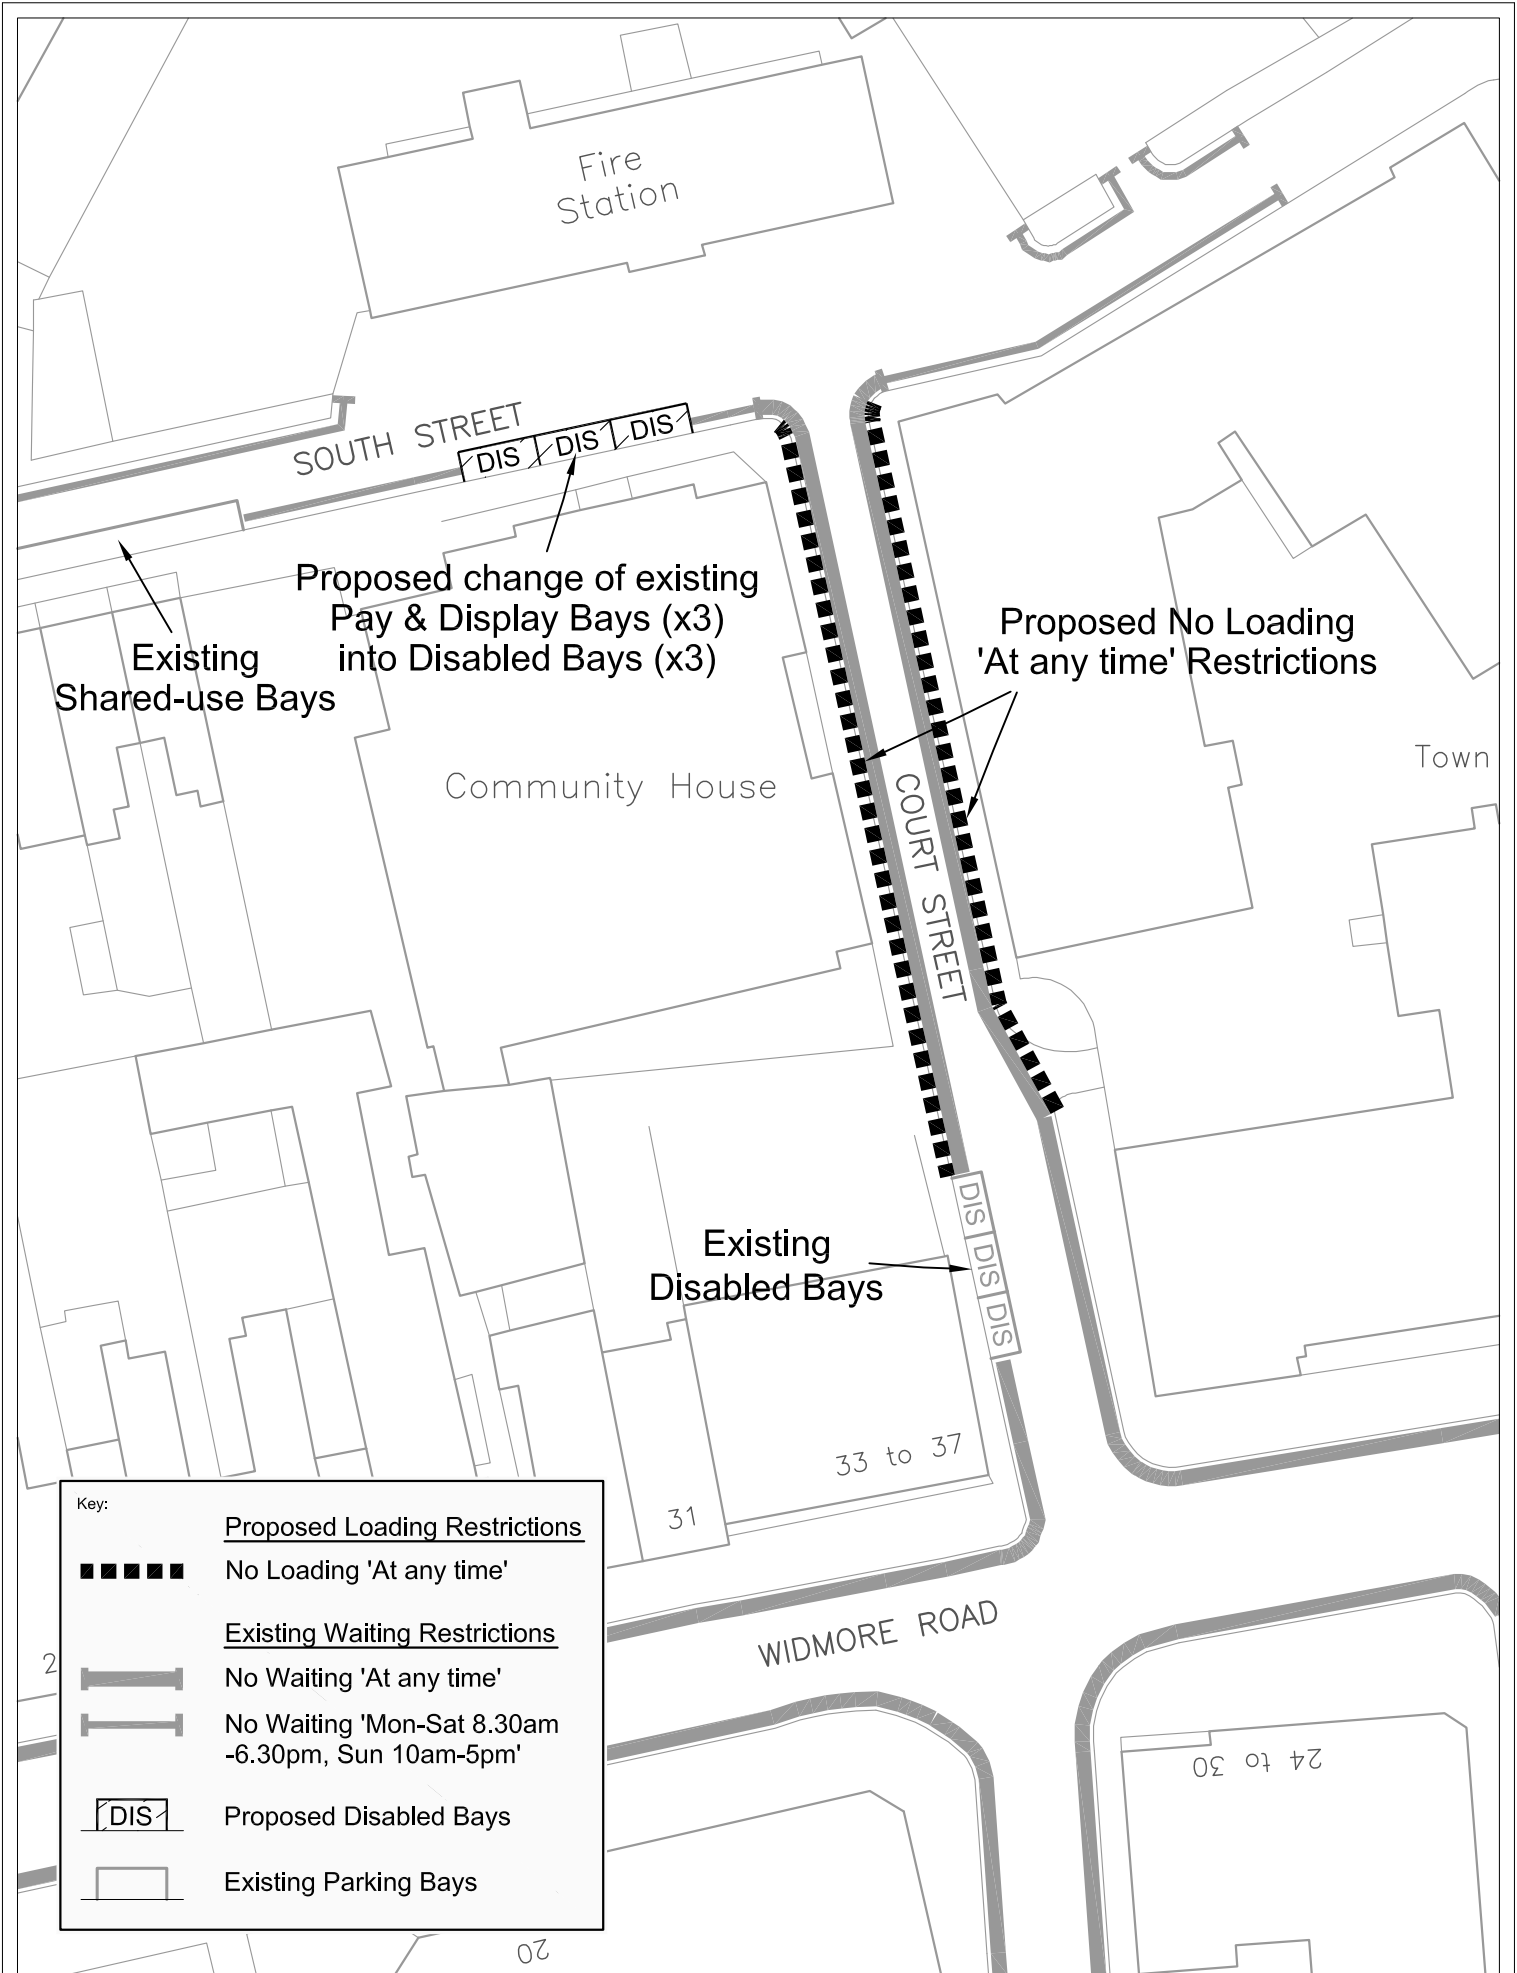 Fire
Station
SOUTH STREET
DIS
DIS
DIS
Proposed change of existing
Pay & Display Bays (x3)
into Disabled Bays (x3)
Existing
Shared-use Bays
Proposed No Loading
'At any time' Restrictions
Town
Community House
COURT STREET
DIS
DIS
DIS
Existing
Disabled Bays
33 to 37
31
WIDMORE ROAD
24 to 30
20
2
Key:
Proposed Loading Restrictions
No Loading 'At any time'
Existing Waiting Restrictions
No Waiting 'At any time'
No Waiting 'Mon-Sat 8.30am
-6.30pm, Sun 10am-5pm'
DIS
Proposed Disabled Bays
Existing Parking Bays